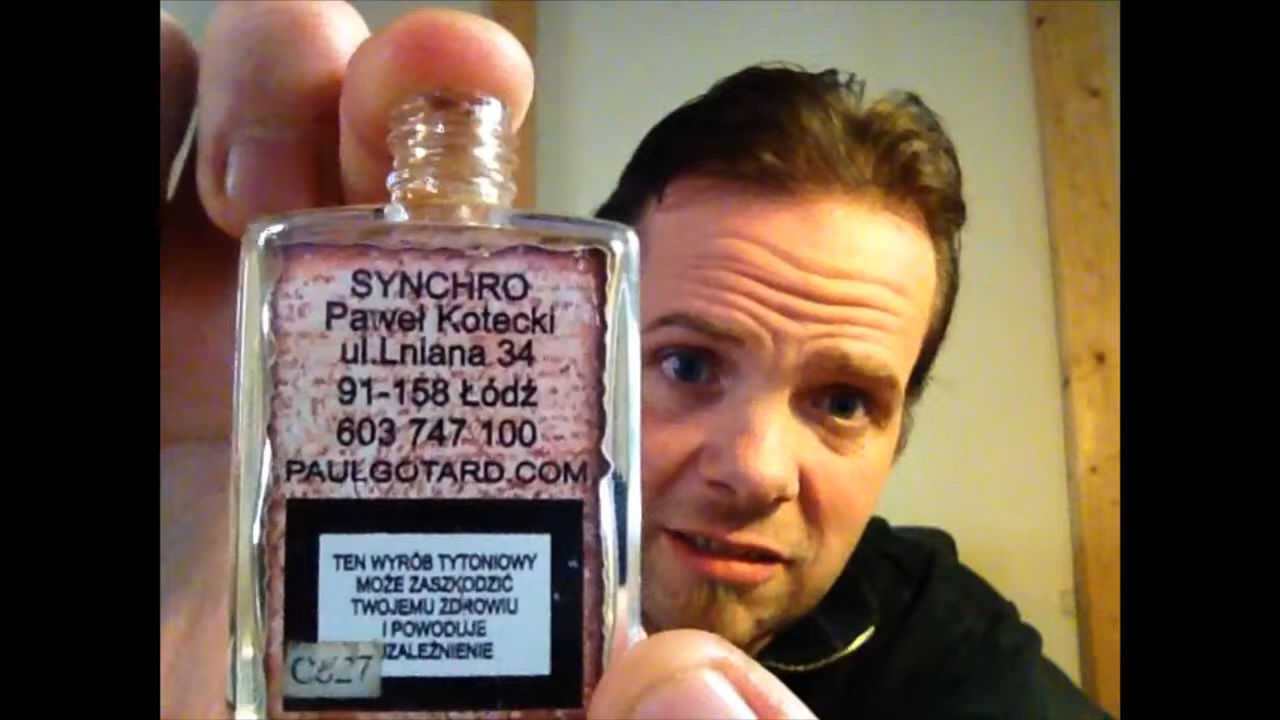 SYNCHRO
Paweł Kotecki
ul.Lniana 34
91-158 Łódź
603 747 100
PAULGOTARD.COM
TEN WYRÓB TYTONIOWY
MOŻE ZASZKODZIĆ
TWOJEMU ZDROWIU
I POWODUJE
UZALEŻNIENIE
C827